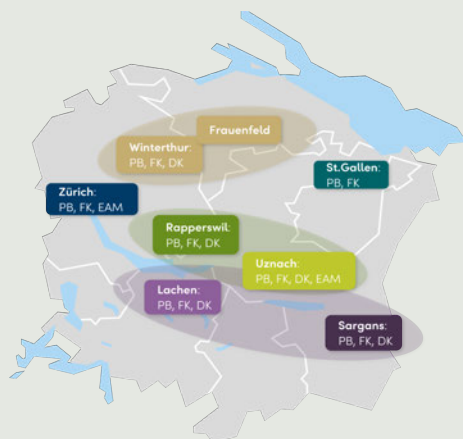 Frauenfeld
Winterthur:
PB, FK, DK
St.Gallen:
PB, FK
Zürich:
PB, FK, EAM
Rapperswil:
PB, FK, DK
Uznach:
PB, FK, DK, EAM
Lachen:
PB, FK, DK
Sargans:
PB, FK, DK